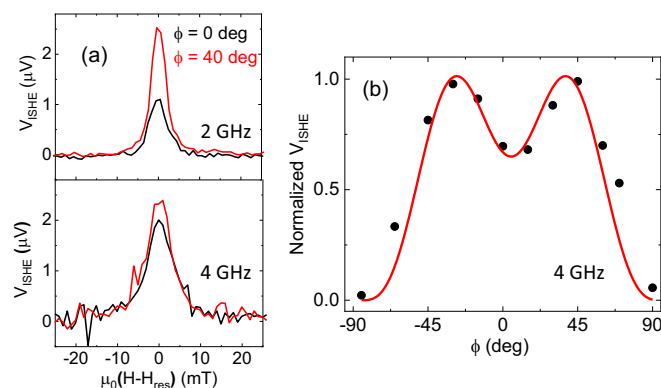 (a)
ϕ = 0 deg
ϕ = 40 deg
2 GHz
V_ISHE (μV)
2
1
0
4 GHz
V_ISHE (μV)
2
1
0
-20 -10 0 10 20
μ₀(H-H_res) (mT)
(b)
4 GHz
Normalized V_ISHE
1.0
0.5
0.0
-90 -45 0 45 90
ϕ (deg)